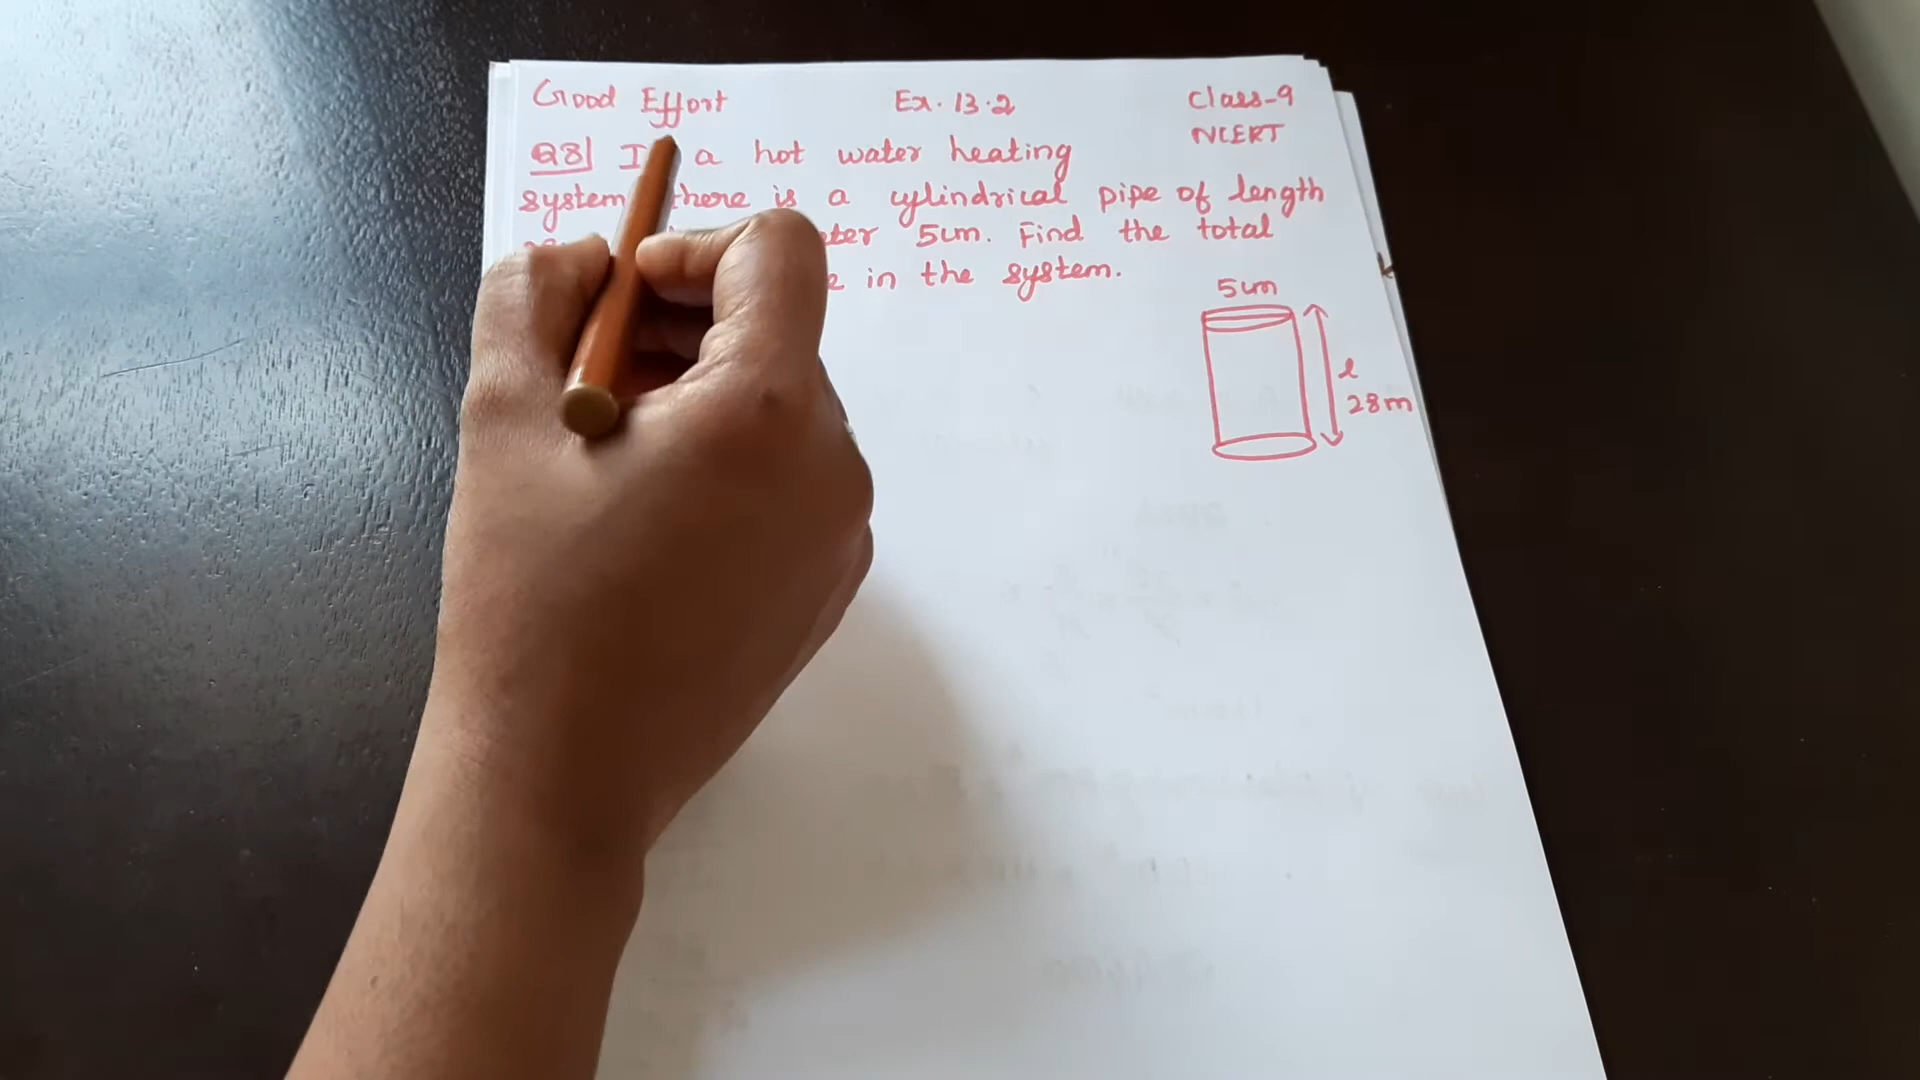 Good Effort
Ex. 13.2
Class-9
NCERT
Q8] I a hot water heating
system there is a cylindrical pipe of length
5cm. Find the total
in the system.
5cm
l
28m